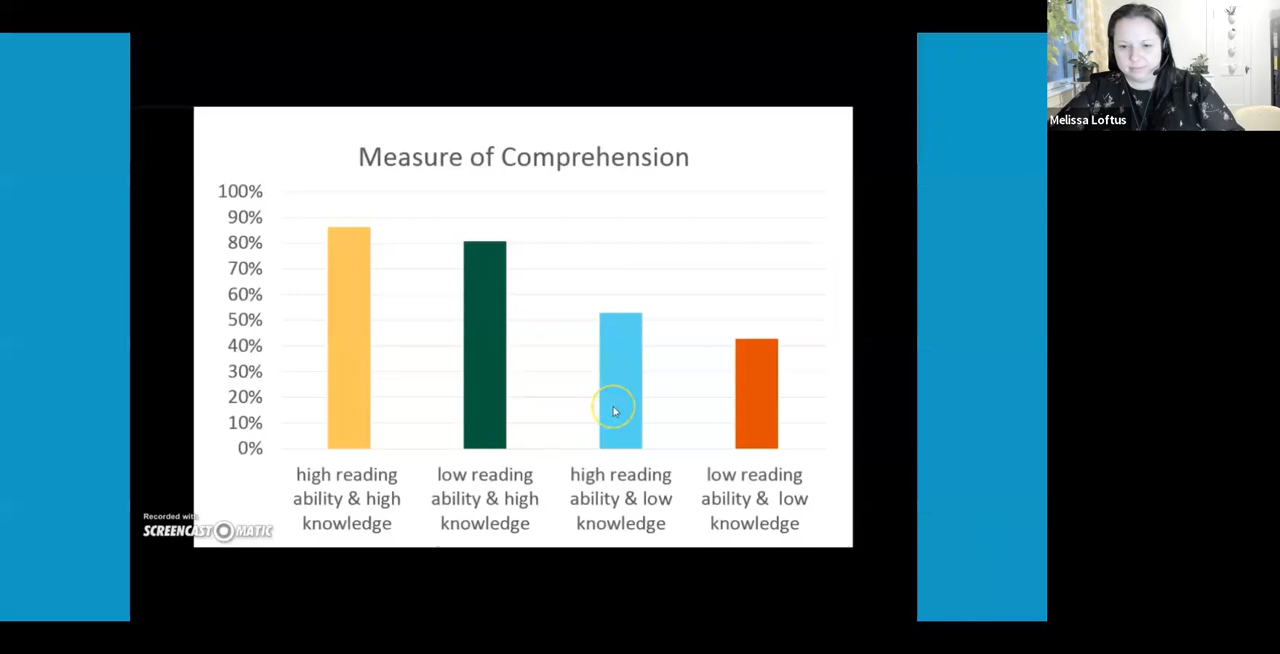 Melissa Loftus
Measure of Comprehension
100%
90%
80%
70%
60%
50%
40%
30%
20%
10%
0%
high reading ability & high knowledge
low reading ability & high knowledge
high reading ability & low knowledge
low reading ability & low knowledge
Recorded with
SCREENCAST MATIC